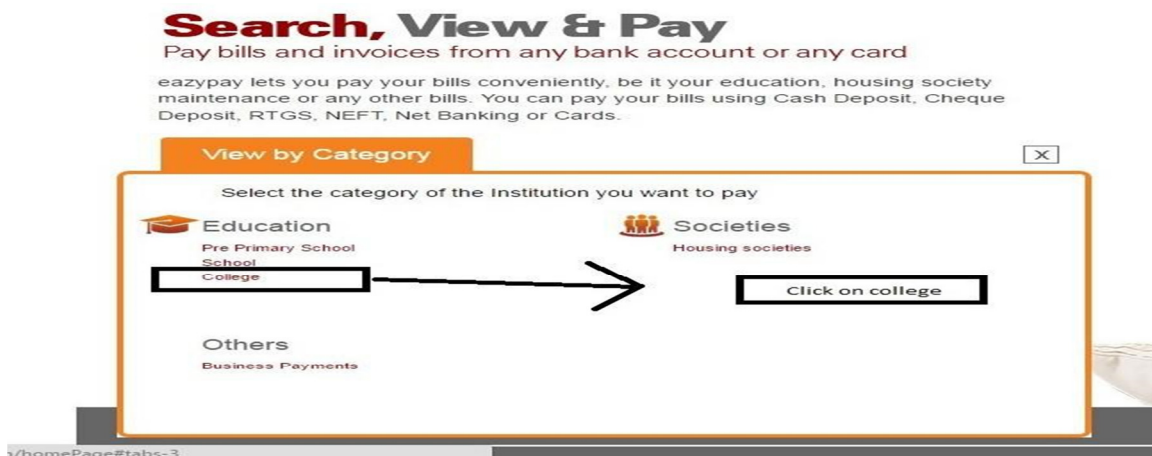 Search, View & Pay
Pay bills and invoices from any bank account or any card
eazypay lets you pay your bills conveniently, be it your education, housing society
maintenance or any other bills. You can pay your bills using Cash Deposit, Cheque
Deposit, RTGS, NEFT, Net Banking or Cards.
View by Category
X
Select the category of the Institution you want to pay
Education
Pre Primary School
School
College
Societies
Housing societies
Click on college
Others
Business Payments
/homePage#tabs-3